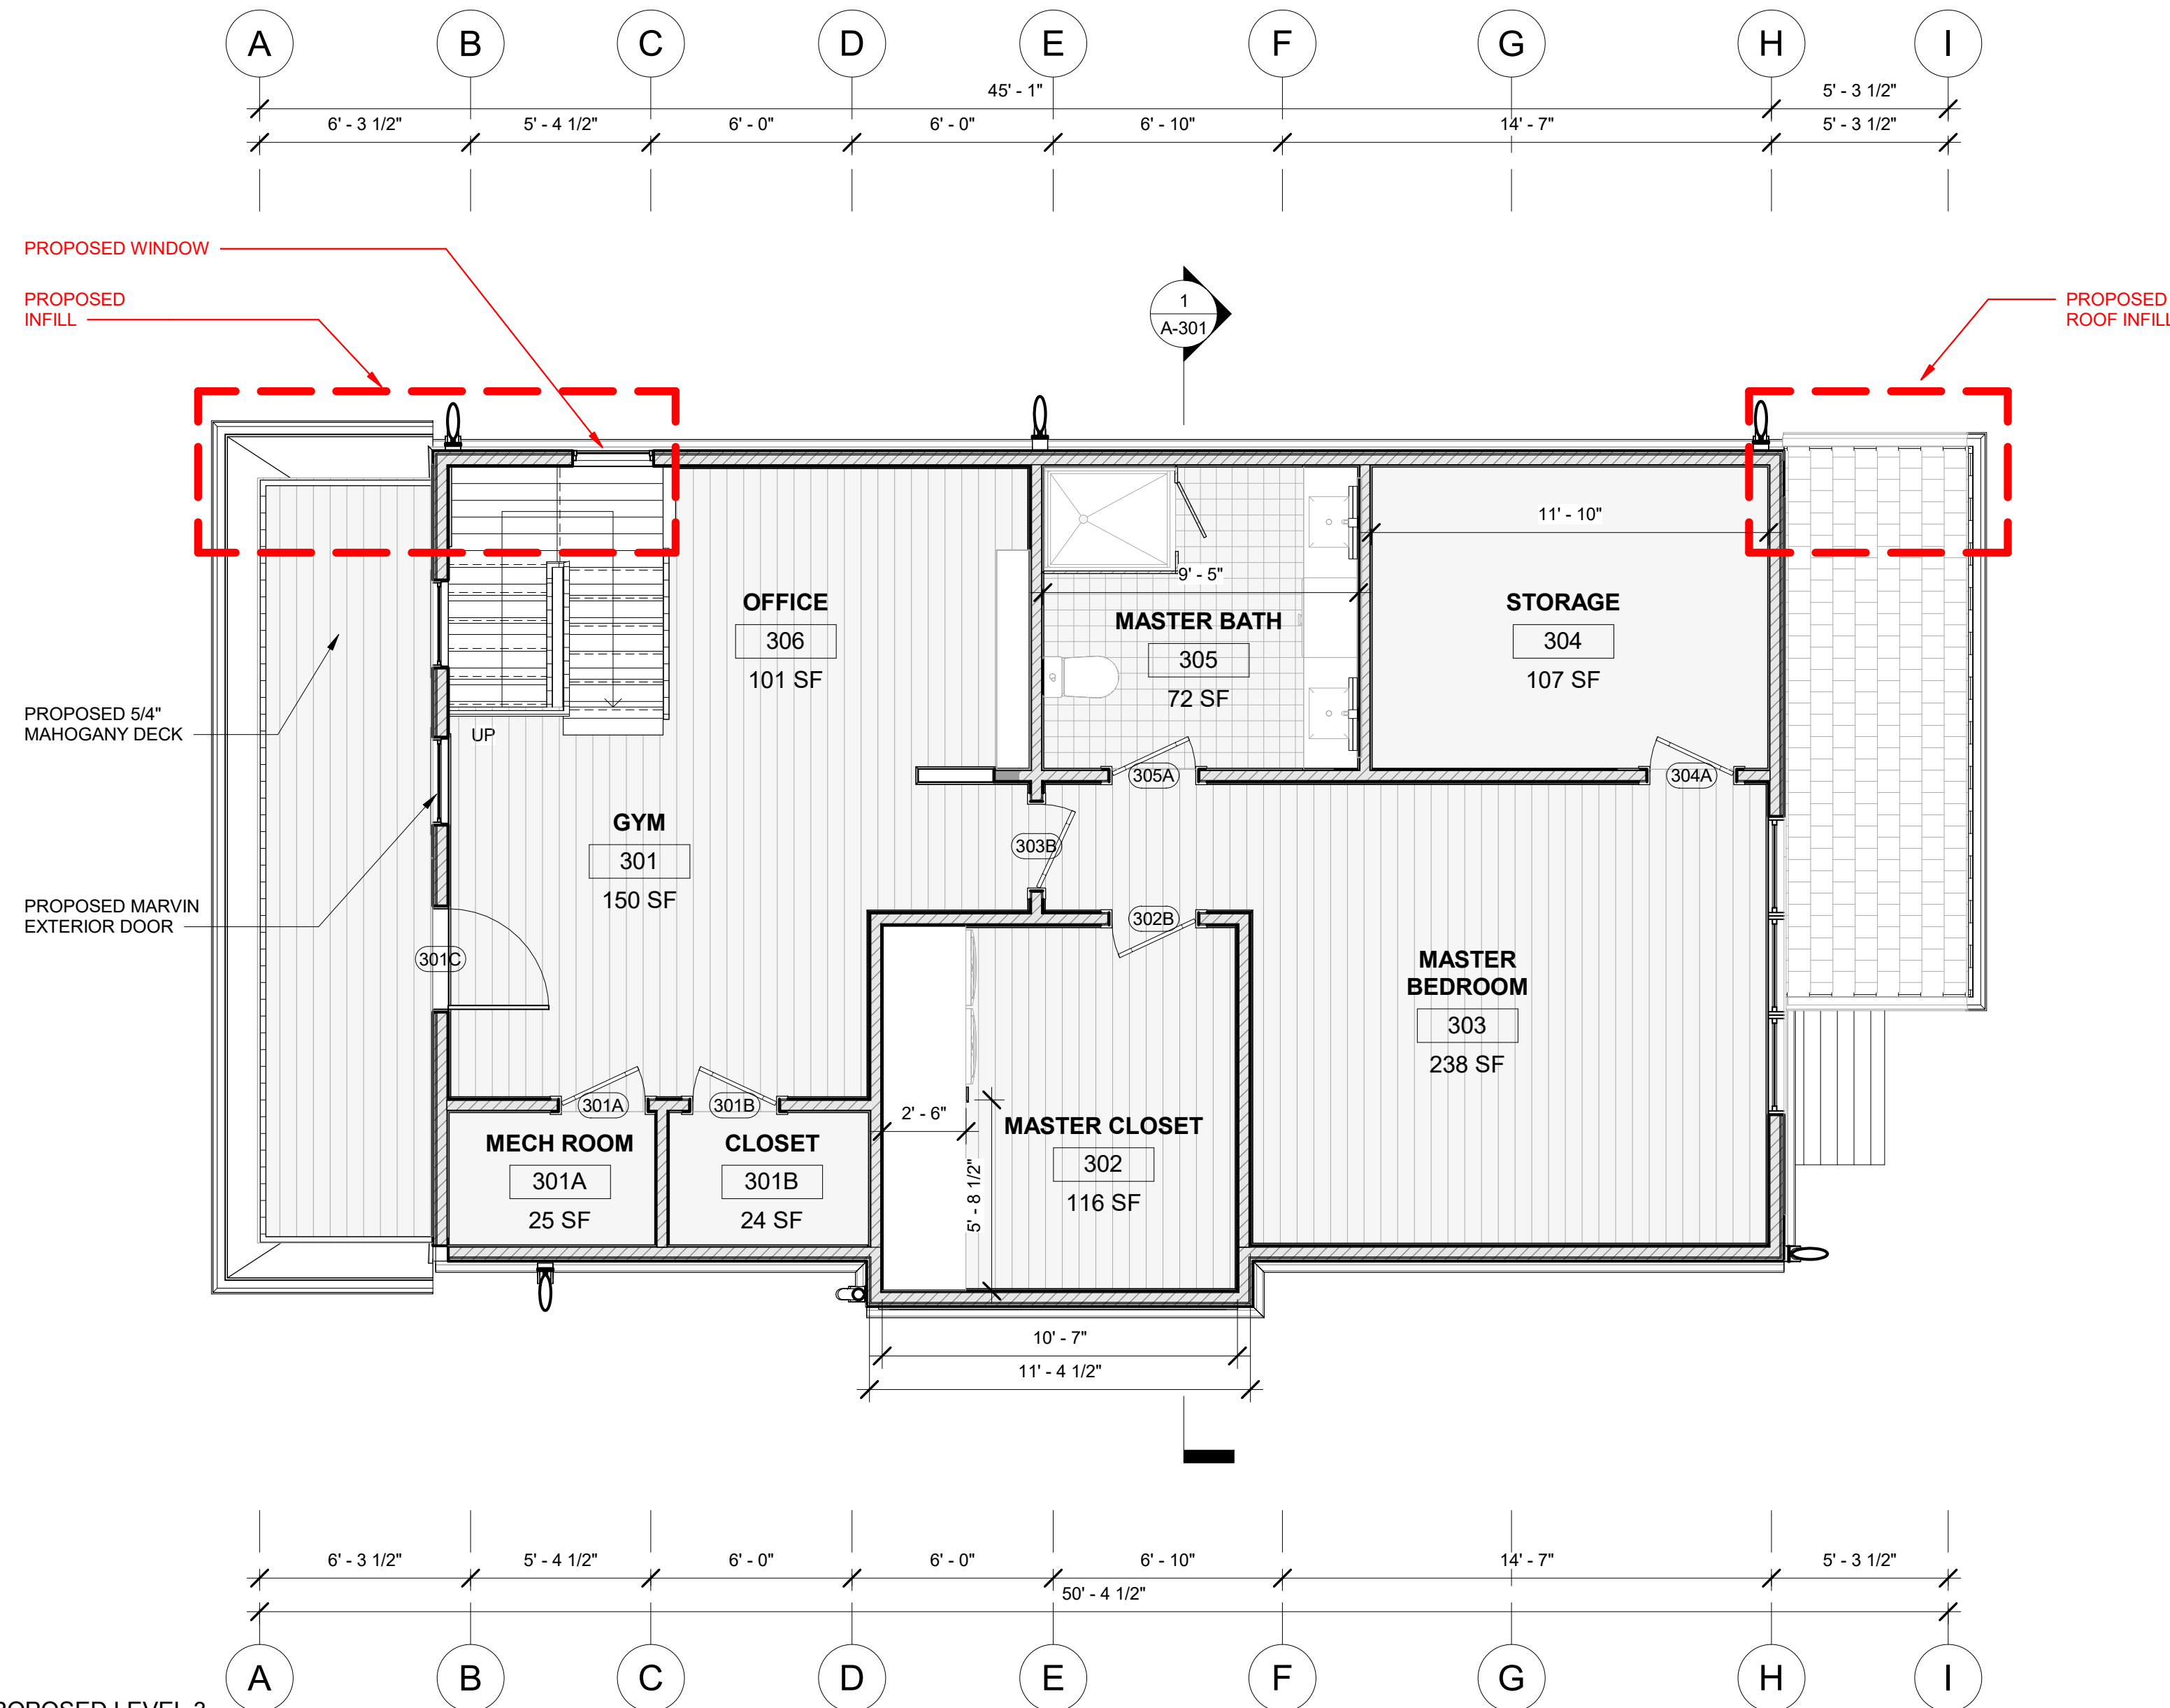 A B C D E F G H I
45' - 1" 5' - 3 1/2"
6' - 3 1/2" 5' - 4 1/2" 6' - 0" 6' - 0" 6' - 10" 14' - 7" 5' - 3 1/2"
PROPOSED WINDOW
PROPOSED
INFILL
1
A-301
PROPOSED
ROOF INFILL
11' - 10"
9' - 5"
OFFICE
306
101 SF
MASTER BATH
305
72 SF
STORAGE
304
107 SF
PROPOSED 5/4"
MAHOGANY DECK
UP
305A
304A
GYM
301
150 SF
303B
PROPOSED MARVIN
EXTERIOR DOOR
302B
301C
MASTER
BEDROOM
303
238 SF
301A
301B
2' - 6"
MECH ROOM
301A
25 SF
CLOSET
301B
24 SF
MASTER CLOSET
302
116 SF
5' - 8 1/2"
10' - 7"
11' - 4 1/2"
6' - 3 1/2" 5' - 4 1/2" 6' - 0" 6' - 0" 6' - 10" 14' - 7" 5' - 3 1/2"
50' - 4 1/2"
A B C D E F G H I